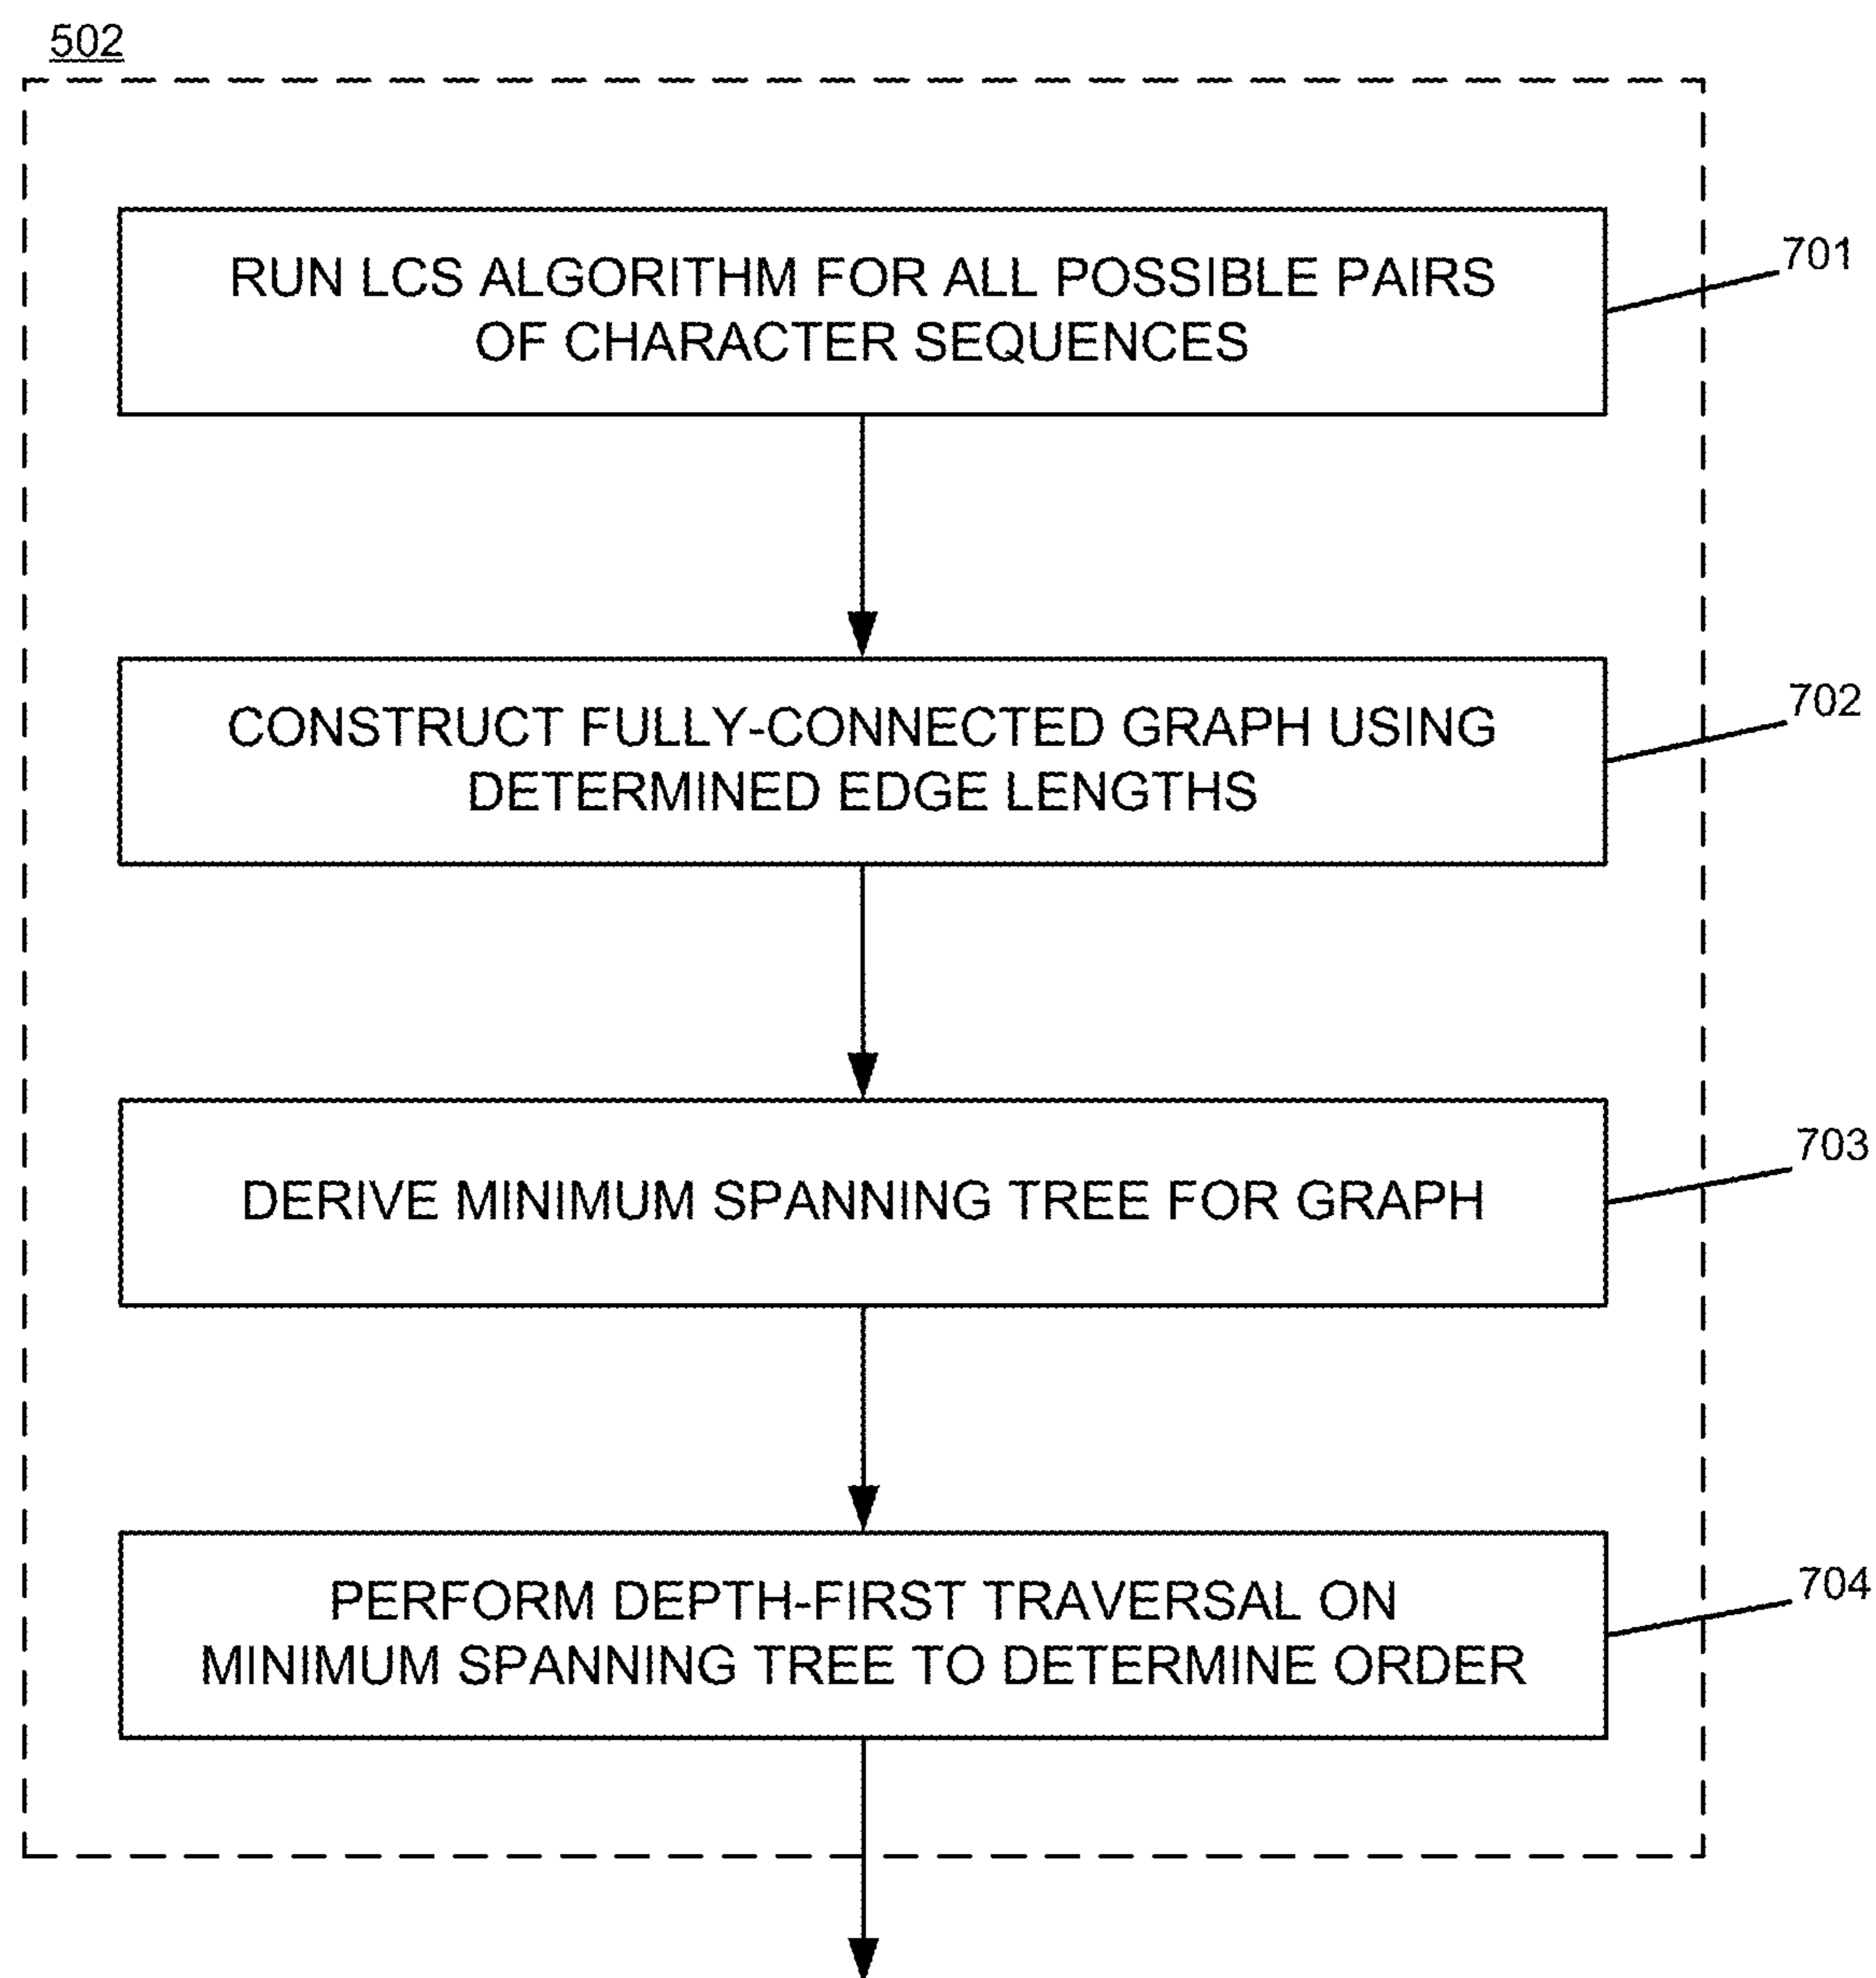 502
RUN LCS ALGORITHM FOR ALL POSSIBLE PAIRS
OF CHARACTER SEQUENCES
701
CONSTRUCT FULLY-CONNECTED GRAPH USING
DETERMINED EDGE LENGTHS
702
DERIVE MINIMUM SPANNING TREE FOR GRAPH
703
PERFORM DEPTH-FIRST TRAVERSAL ON
MINIMUM SPANNING TREE TO DETERMINE ORDER
704